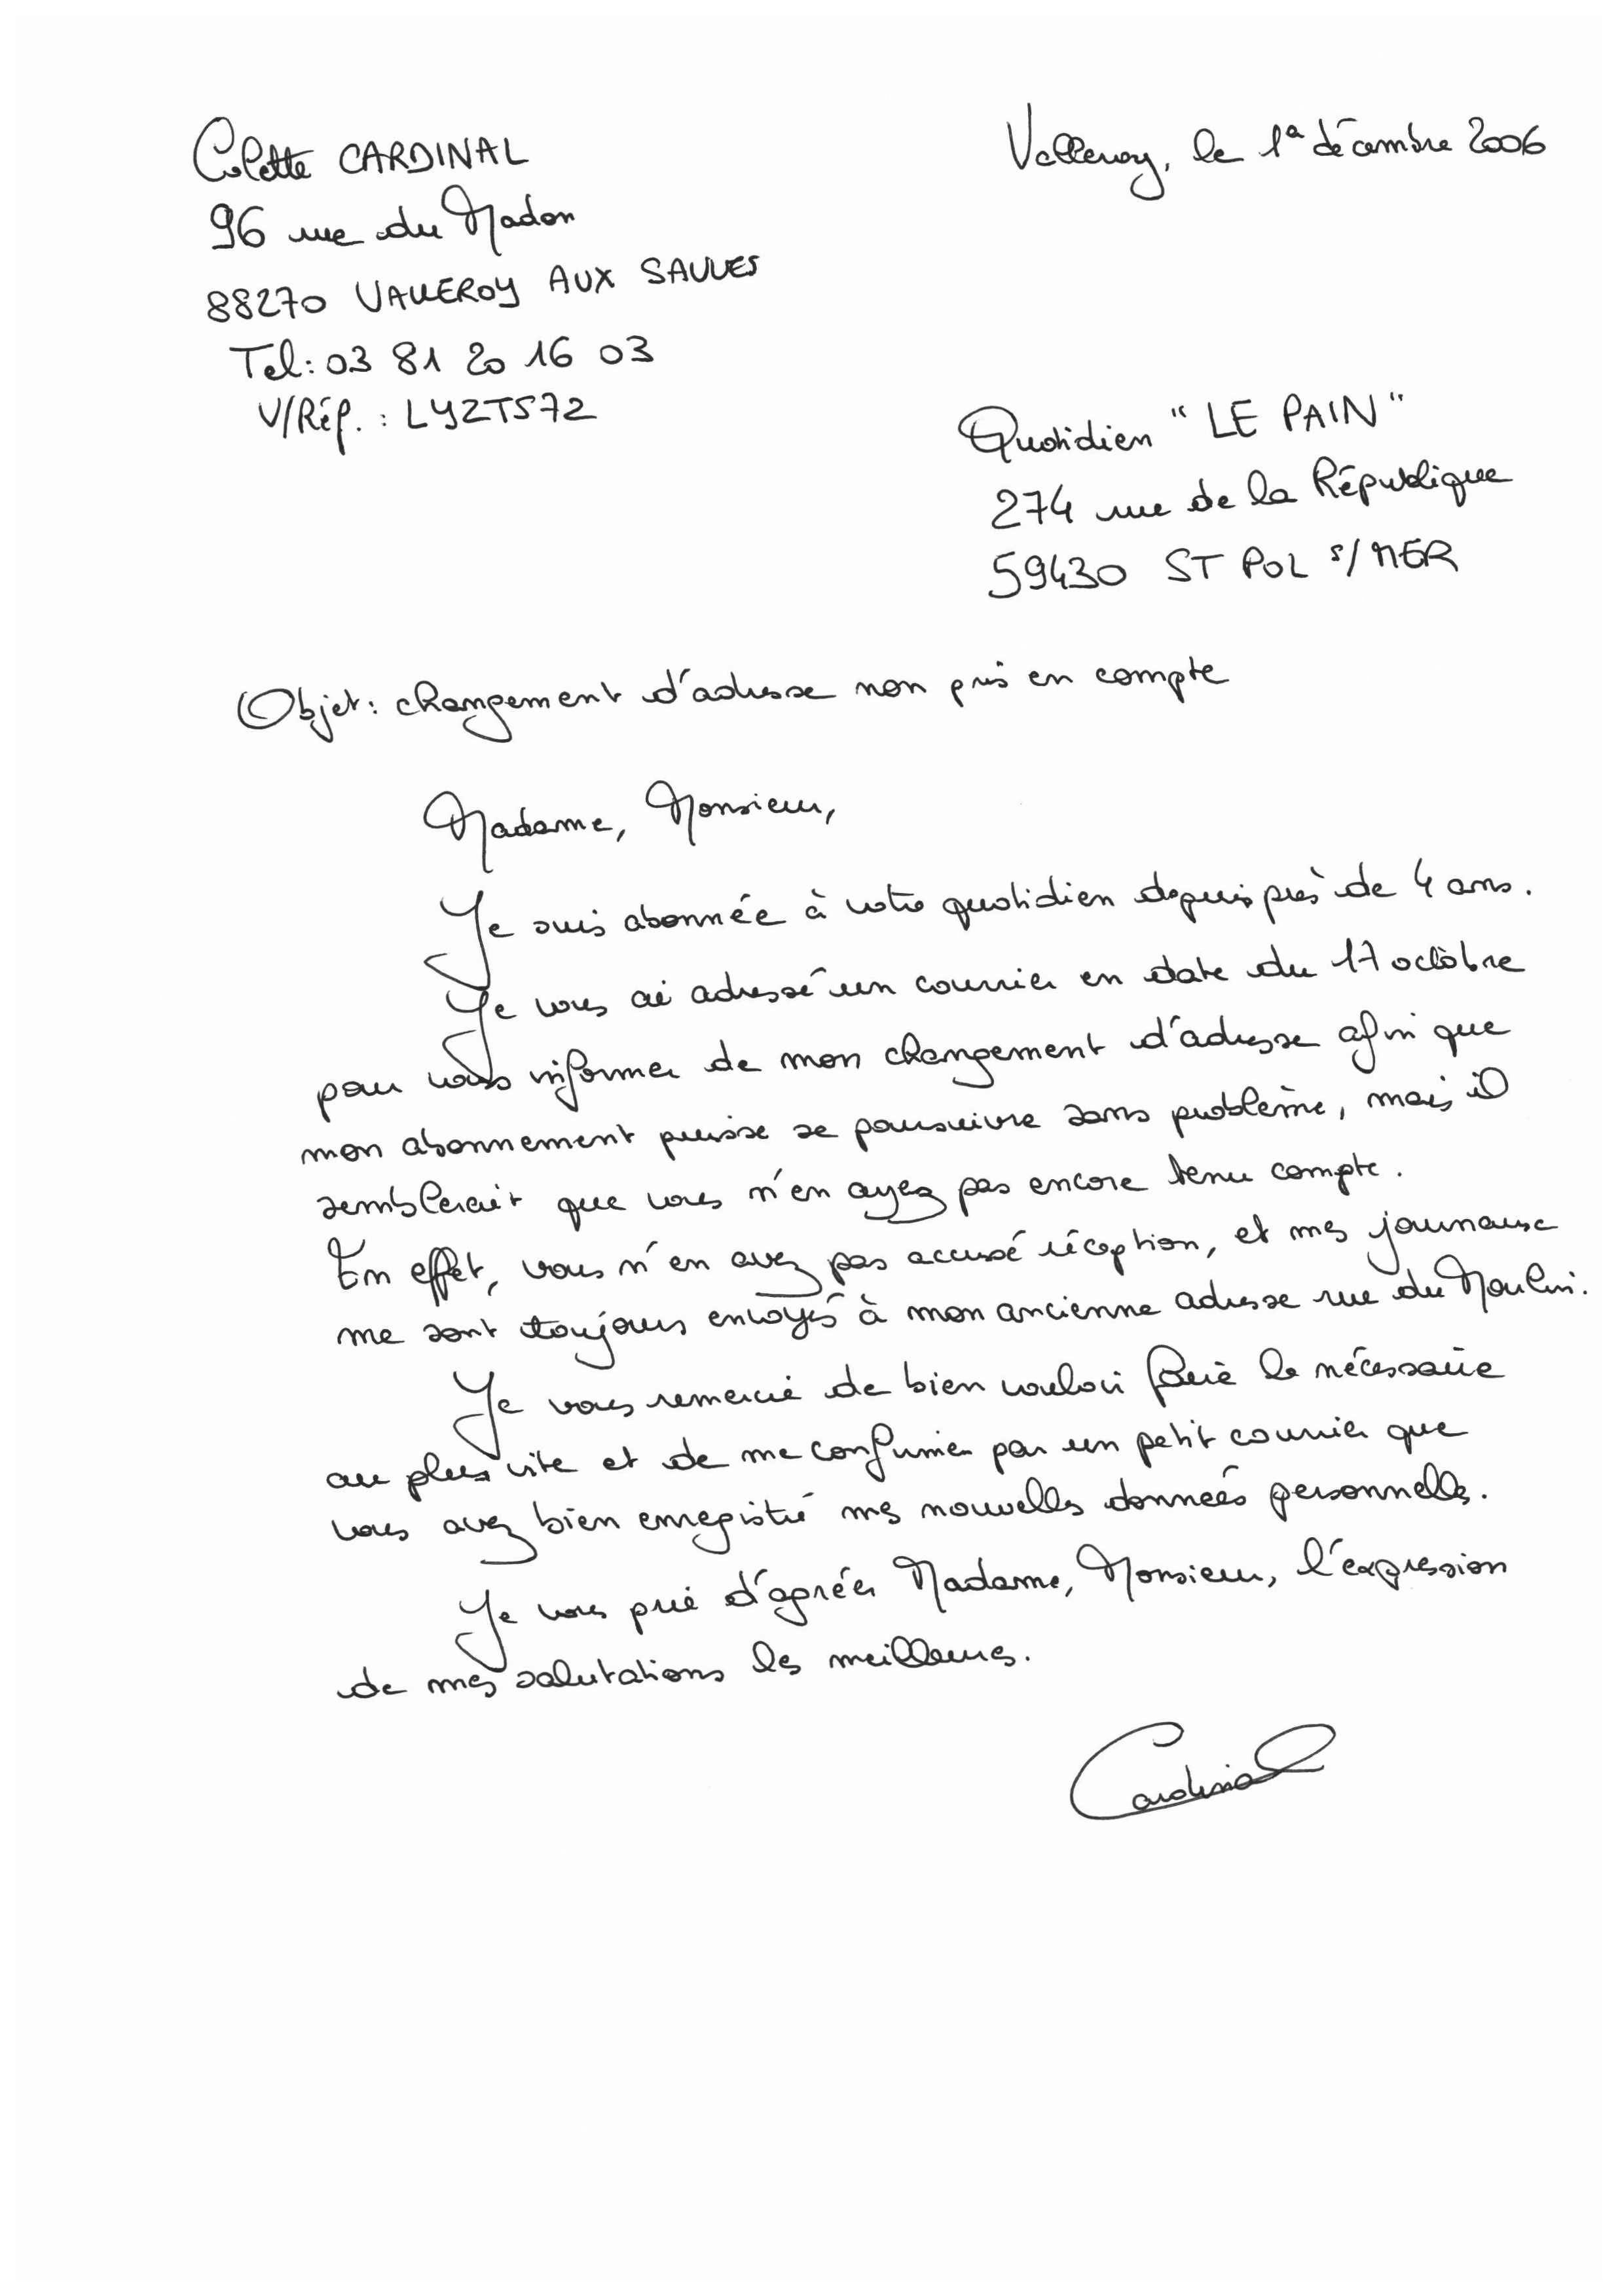 Colette CARDINAL
96 rue du Madon
88270 VALLEROY AUX SAULES
Tel: 03 81 20 16 03
V/Réf. : LYZTS72
Valleroy, le 1er décembre 2006
Quotidien "LE PAIN"
274 rue de la République
59430 ST POL s/ MER
Objet: changement d'adresse non pris en compte
Madame, Monsieur,
Je suis abonnée à votre quotidien depuis près de 4 ans.
Je vous ai adressé un courrier en date du 17 octobre
pour vous informer de mon changement d'adresse afin que
mon abonnement puisse se poursuivre sans problème, mais il
semblerait que vous n'en ayez pas encore tenu compte.
En effet, vous n'en avez pas accusé réception, et mes journaux
me sont toujours envoyés à mon ancienne adresse rue du Moulin.
Je vous remercie de bien vouloir faire le nécessaire
au plus vite et de me confirmer par un petit courrier que
vous avez bien enregistré mes nouvelles données personnelles.
Je vous prie d'agréer Madame, Monsieur, l'expression
de mes salutations les meilleures.
Cardinal